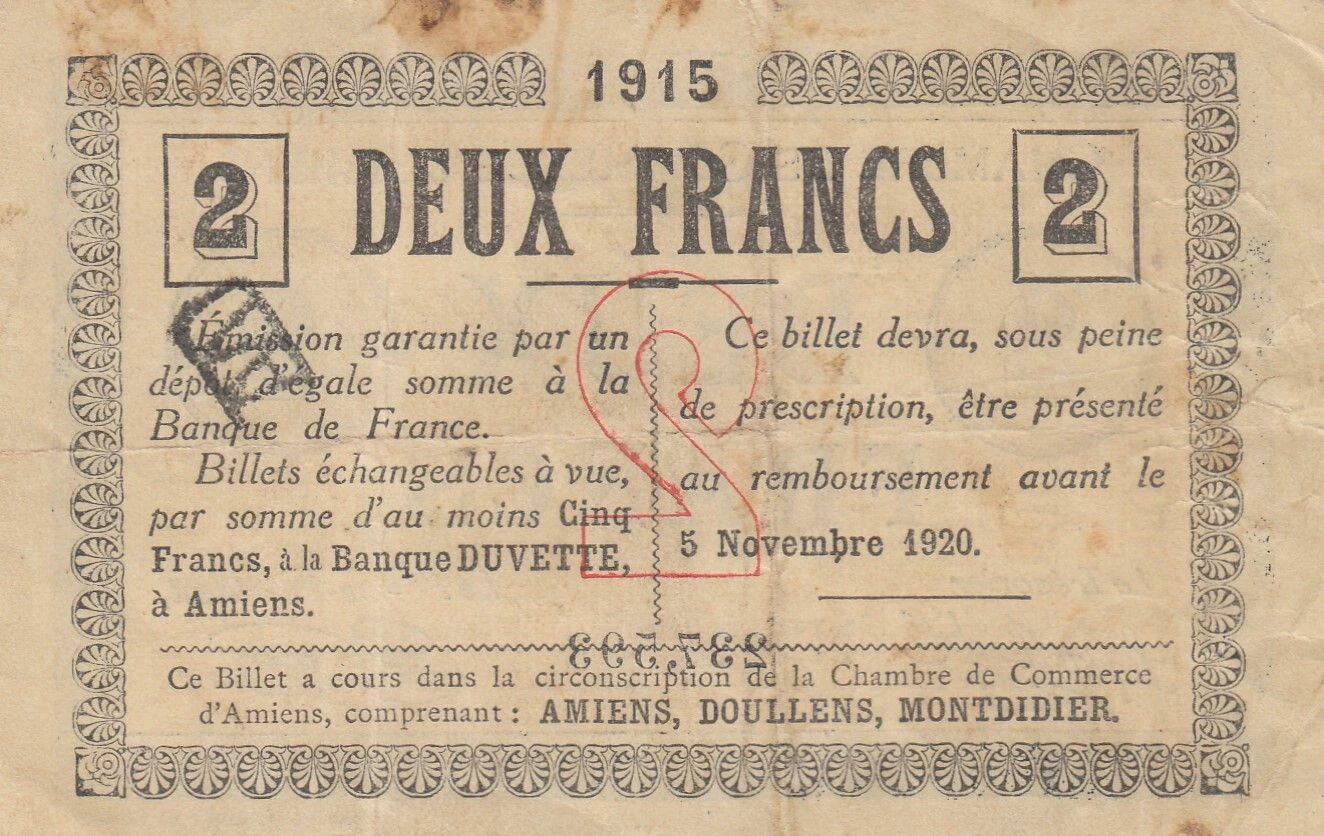 1915
2 DEUX FRANCS 2
Émission garantie par un
dépôt d'égale somme à la
Banque de France.
Billets échangeables à vue,
par somme d'au moins Cinq
Francs, à la Banque DUVETTE,
à Amiens.
2
Ce billet devra, sous peine
de prescription, être présenté
au remboursement avant le
5 Novembre 1920.
Ce Billet a cours dans la circonscription de la Chambre de Commerce
d'Amiens, comprenant : AMIENS, DOULLENS, MONTDIDIER.